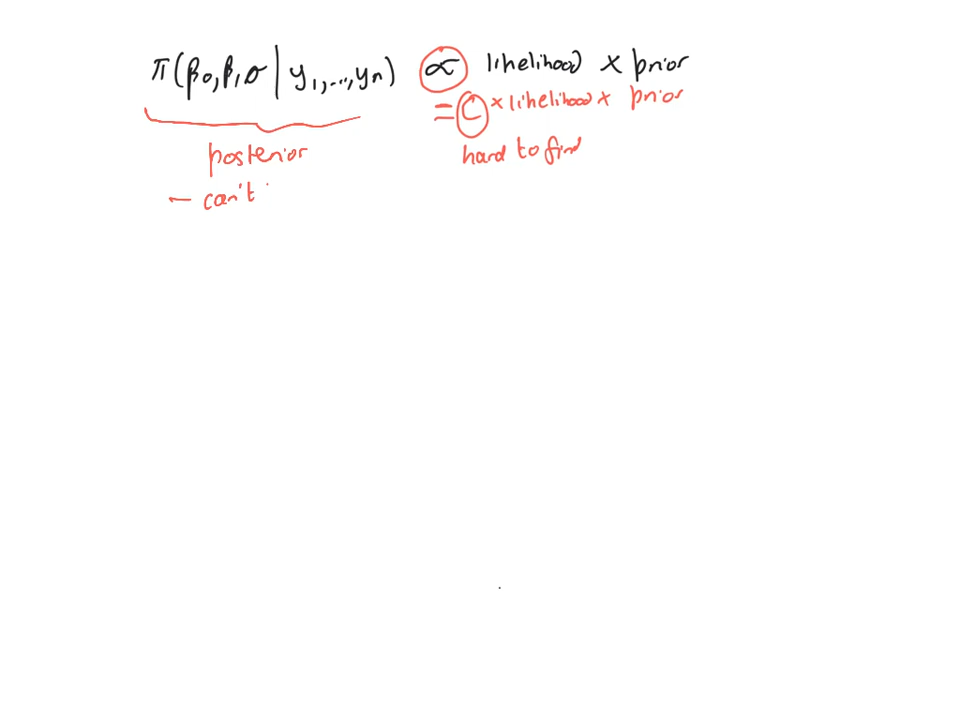 π(β0,β1,σ | y1,...,yn) ∝ likelihood × prior
= C × likelihood × prior
posterior
hard to find
— can't